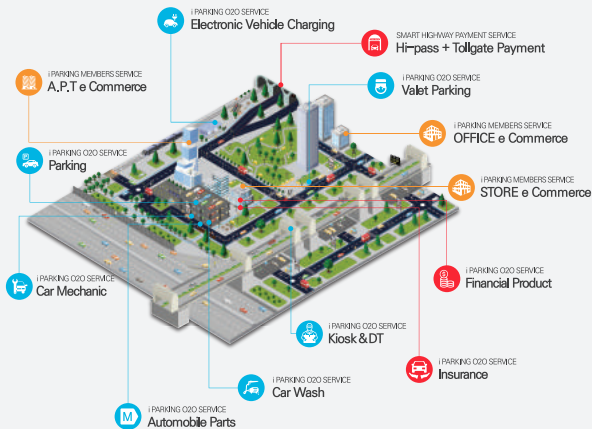 i PARKING O2O SERVICE
Electronic Vehicle Charging
SMART HIGHWAY PAYMENT SERVICE
Hi-pass + Tollgate Payment
i PARKING MEMBERS SERVICE
A.P.T e Commerce
i PARKING O2O SERVICE
Valet Parking
i PARKING MEMBERS SERVICE
OFFICE e Commerce
i PARKING O2O SERVICE
Parking
P
i PARKING MEMBERS SERVICE
STORE e Commerce
i PARKING O2O SERVICE
Car Mechanic
i PARKING O2O SERVICE
Financial Product
$
i PARKING O2O SERVICE
Kiosk & DT
i PARKING O2O SERVICE
Insurance
i PARKING O2O SERVICE
Car Wash
M
i PARKING O2O SERVICE
Automobile Parts